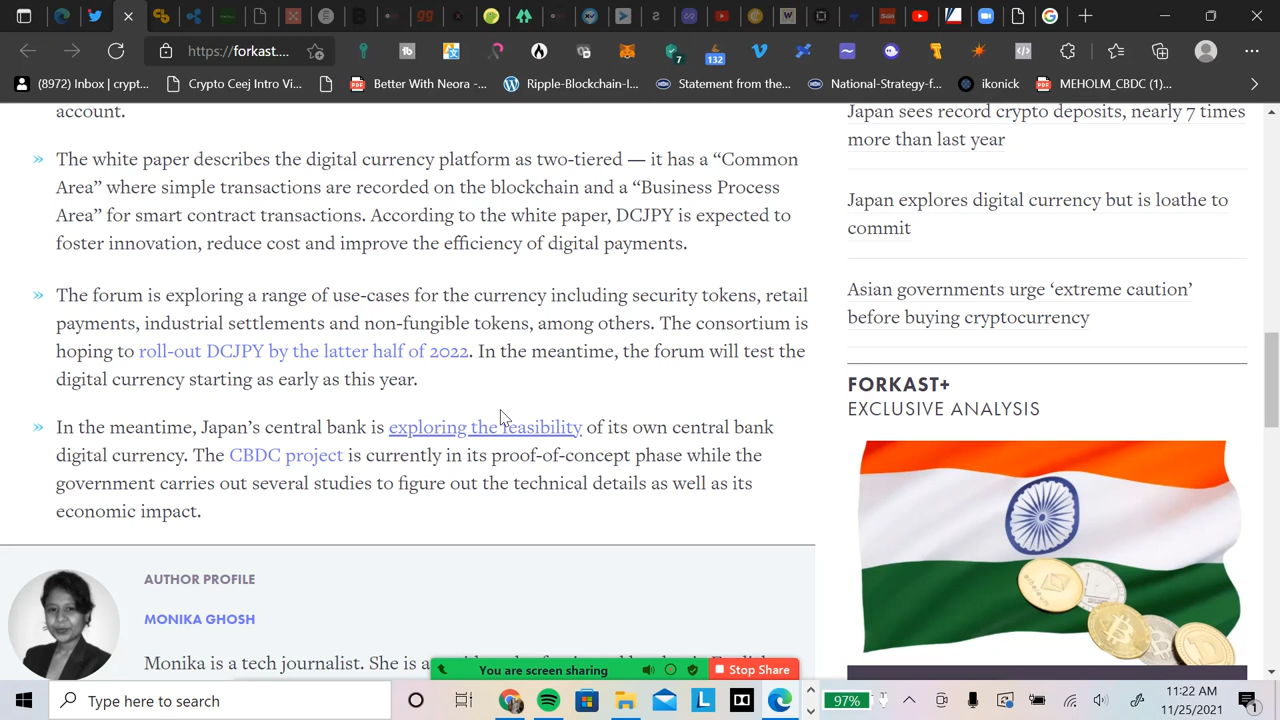 https://forkast....
7
132
(8972) Inbox | crypt...
Crypto Ceej Intro Vi...
Better With Neora -...
Ripple-Blockchain-I...
Statement from the...
National-Strategy-f...
ikonick
MEHOLM_CBDC (1)...
account.
» The white paper describes the digital currency platform as two-tiered — it has a “Common
Area” where simple transactions are recorded on the blockchain and a “Business Process
Area” for smart contract transactions. According to the white paper, DCJPY is expected to
foster innovation, reduce cost and improve the efficiency of digital payments.
» The forum is exploring a range of use-cases for the currency including security tokens, retail
payments, industrial settlements and non-fungible tokens, among others. The consortium is
hoping to roll-out DCJPY by the latter half of 2022. In the meantime, the forum will test the
digital currency starting as early as this year.
» In the meantime, Japan’s central bank is exploring the feasibility of its own central bank
digital currency. The CBDC project is currently in its proof-of-concept phase while the
government carries out several studies to figure out the technical details as well as its
economic impact.
AUTHOR PROFILE
MONIKA GHOSH
Monika is a tech journalist. She is a
Japan sees record crypto deposits, nearly 7 times
more than last year
Japan explores digital currency but is loathe to
commit
Asian governments urge ‘extreme caution’
before buying cryptocurrency
FORKAST+
EXCLUSIVE ANALYSIS
You are screen sharing
Stop Share
Type here to search
97%
11:22 AM
11/25/2021